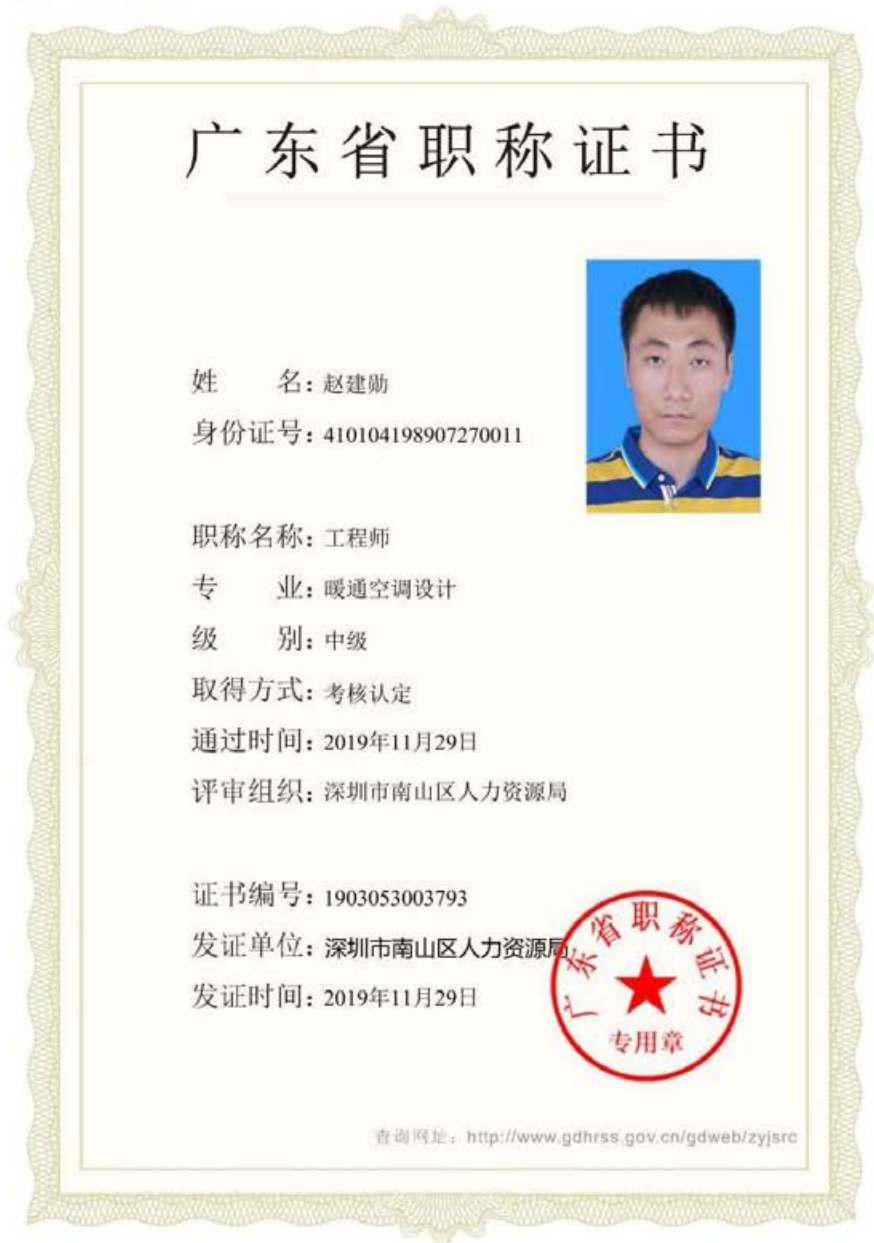 广东省职称证书
姓 名：赵建勋
身份证号：410104198907270011
职称名称：工程师
专 业：暖通空调设计
级 别：中级
取得方式：考核认定
通过时间：2019年11月29日
评审组织：深圳市南山区人力资源局
证书编号：1903053003793
发证单位：深圳市南山区人力资源局
发证时间：2019年11月29日
广东省职称证书
专用章
查询网址：http://www.gdhrss.gov.cn/gdweb/zyjsrc